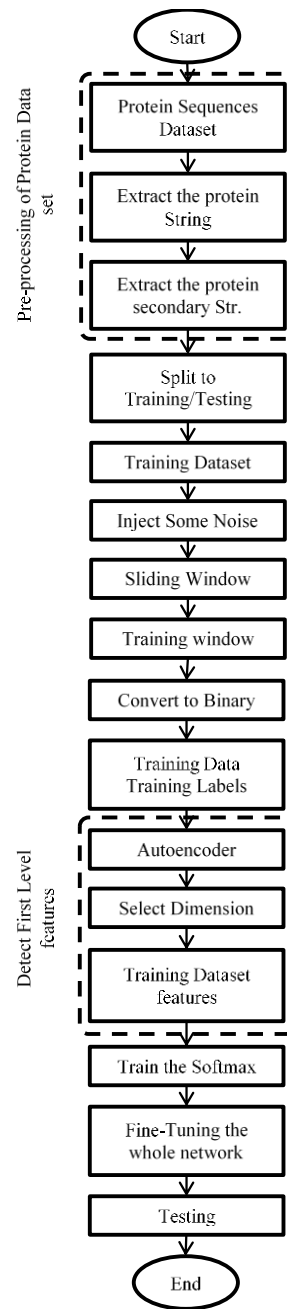 Start
Pre-processing of Protein Data
set
Protein Sequences
Dataset
Extract the protein
String
Extract the protein
secondary Str.
Split to
Training/Testing
Training Dataset
Inject Some Noise
Sliding Window
Training window
Convert to Binary
Training Data
Training Labels
Detect First Level
features
Autoencoder
Select Dimension
Training Dataset
features
Train the Softmax
Fine-Tuning the
whole network
Testing
End